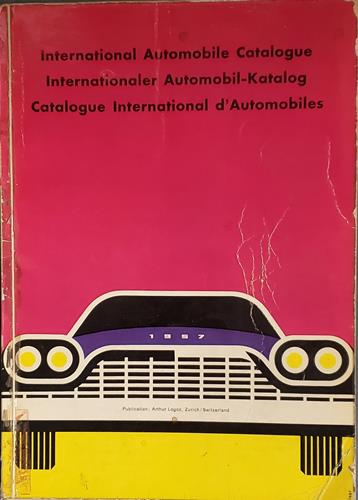 International Automobile Catalogue
Internationaler Automobil-Katalog
Catalogue International d'Automobiles
1957
Publication: Arthur Logoz, Zurich/Switzerland